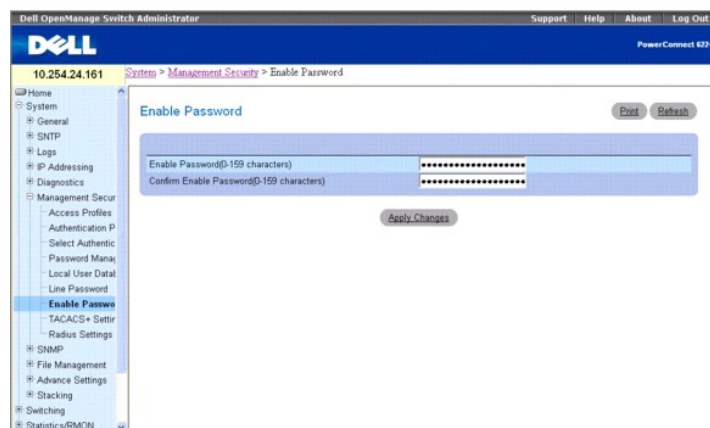 Dell OpenManage Switch Administrator
Support Help About Log Out
DELL
PowerConnect 622
10.254.24.161
System > Management Security > Enable Password
Home
System
General
SNTP
Logs
IP Addressing
Diagnostics
Management Secur
Access Profiles
Authentication P
Select Authentic
Password Manag
Local User Datab
Line Password
Enable Passwo
TACACS+ Settin
Radius Settings
SNMP
File Management
Advance Settings
Stacking
Switching
Statistics/RMON
Enable Password
Print Refresh
Enable Password(0-159 characters)
Confirm Enable Password(0-159 characters)
Apply Changes